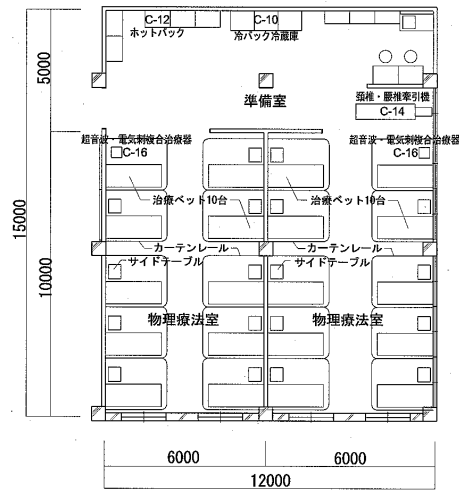 C-12
C-10
ホットパック
冷パック冷蔵庫
準備室
頚椎・腰椎牽引機
C-14
超音波・電気刺複合治療器
C-16
超音波・電気刺複合治療器
C-16
治療ベット10台
治療ベット10台
カーテンレール
カーテンレール
サイドテーブル
サイドテーブル
物理療法室
物理療法室
5000
15000
10000
6000
6000
12000